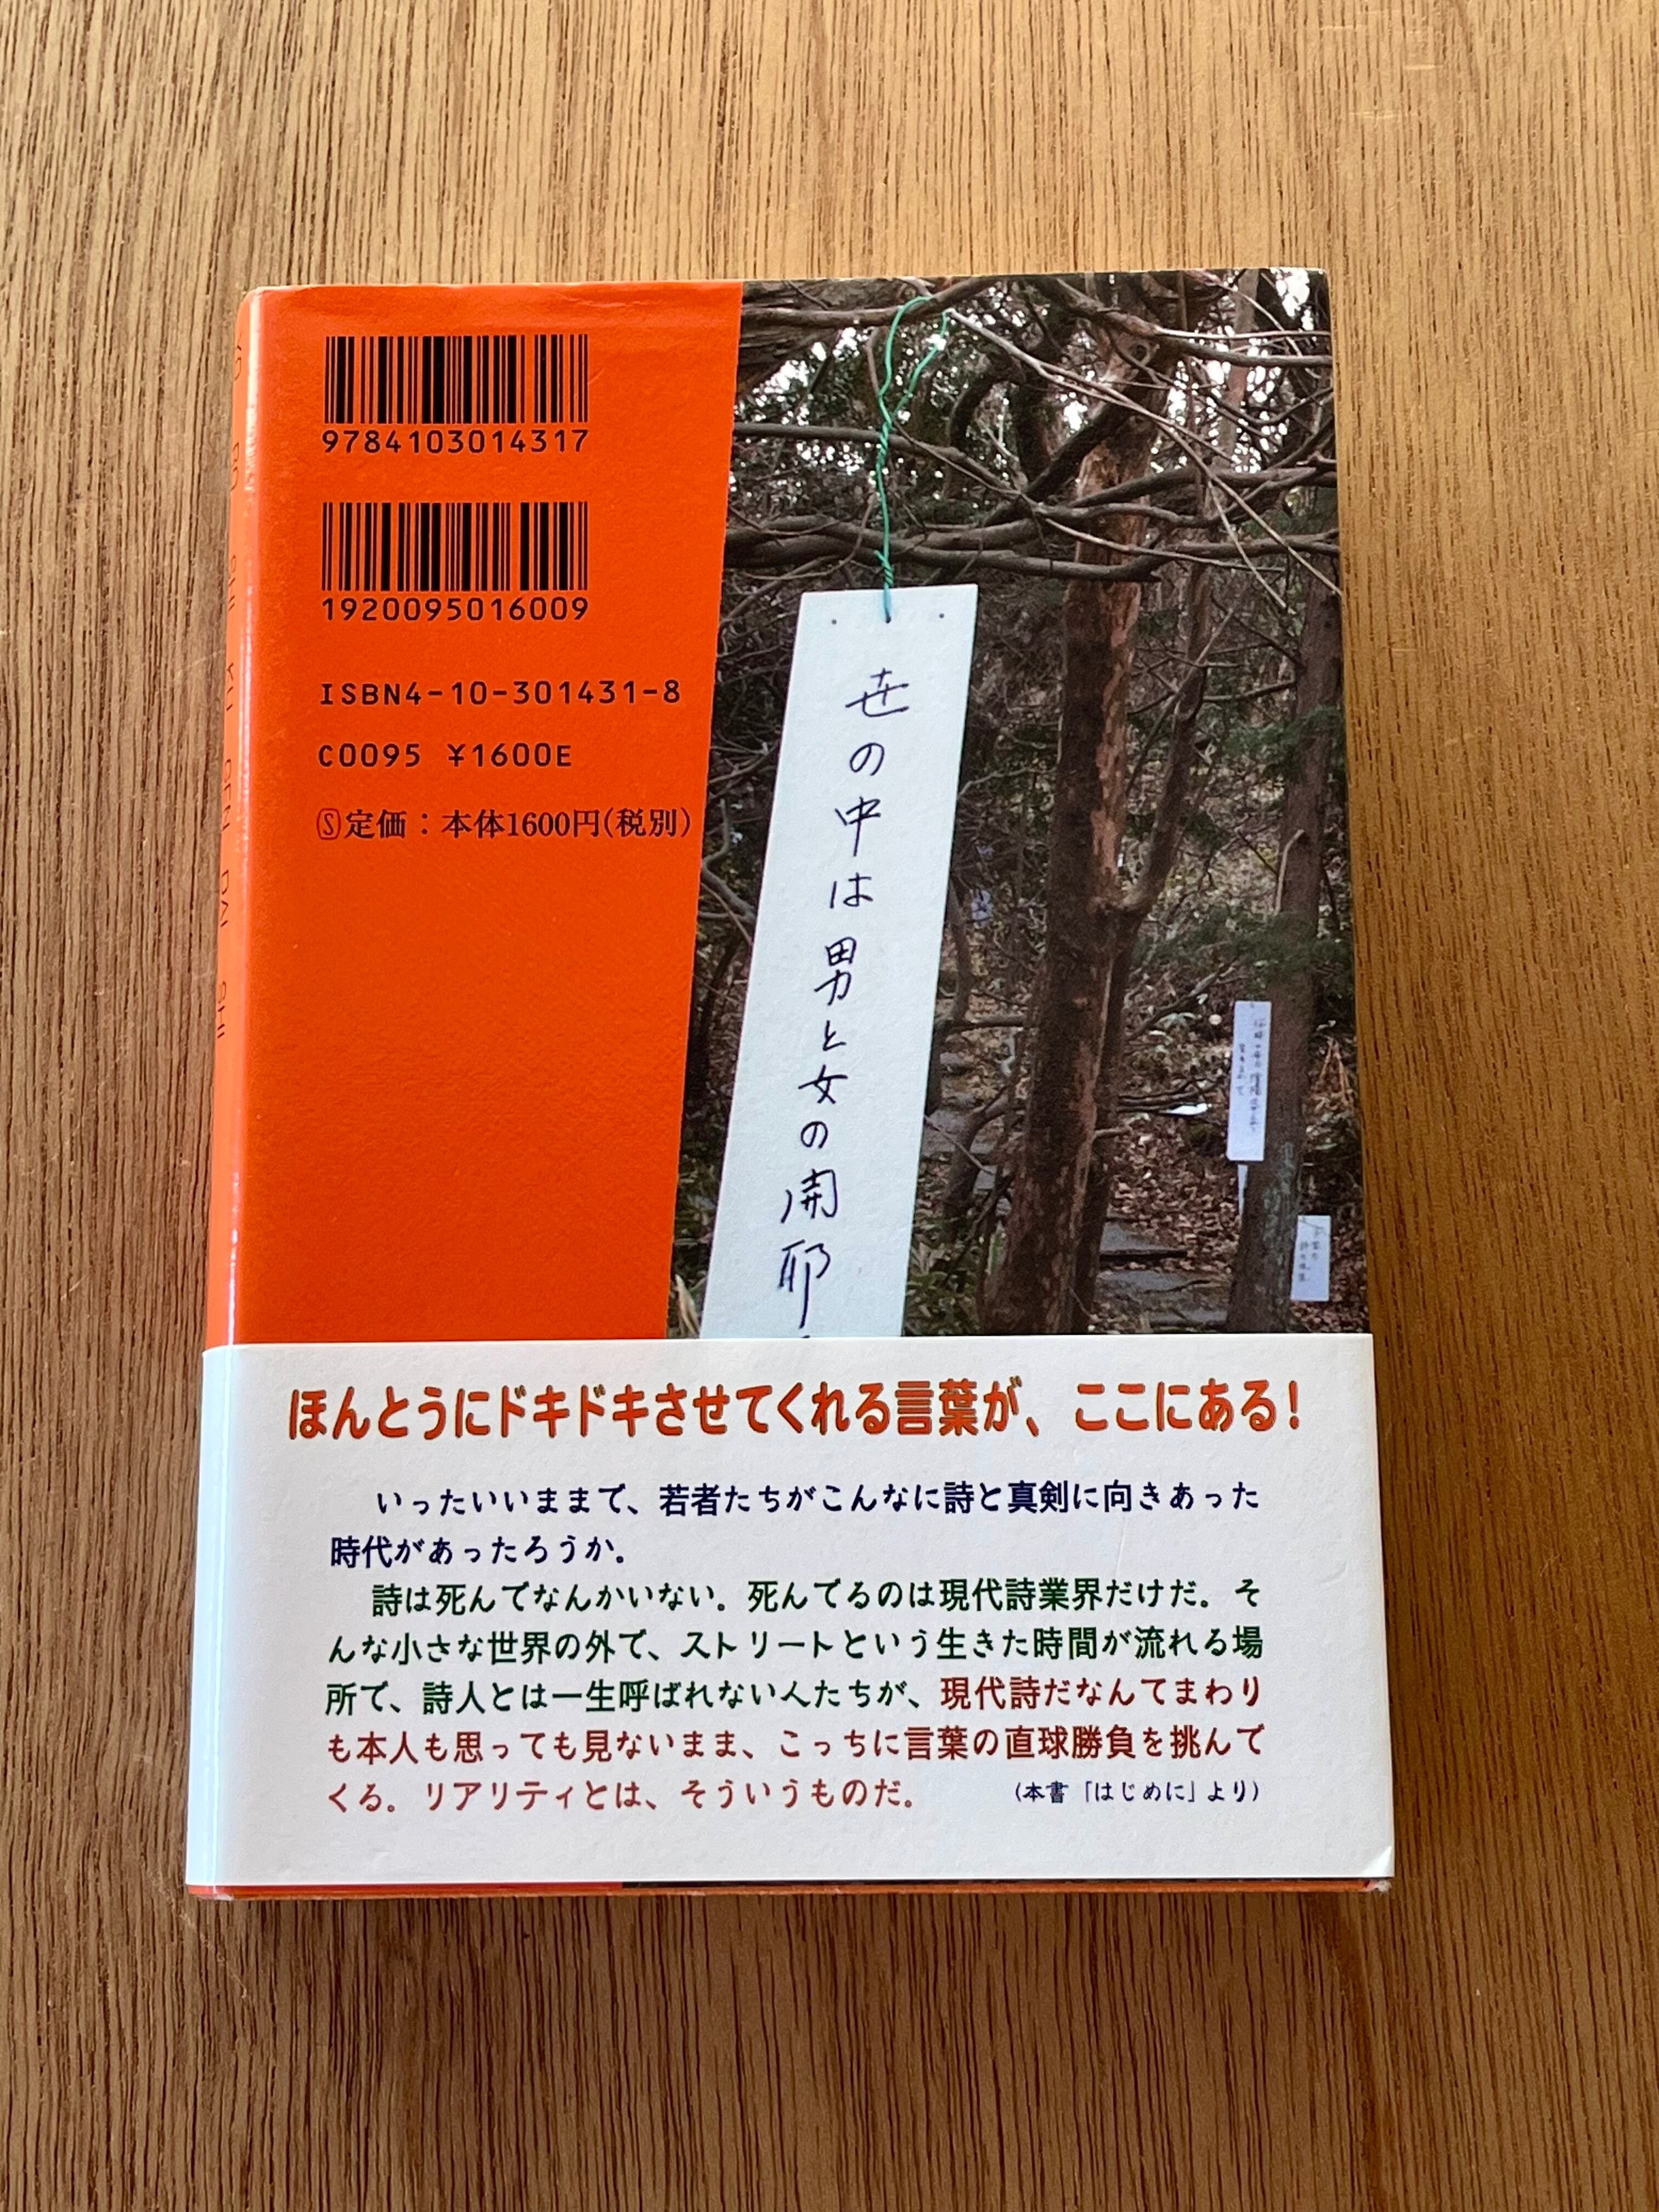 9784103014317
1920095016009
ISBN4-10-301431-8
C0095 ¥1600E
Ⓢ定価：本体1600円(税別)
世の中は男と女の開耶
ほんとうにドキドキさせてくれる言葉が、ここにある!
いったいいままで、若者たちがこんなに詩と真剣に向きあった
時代があったろうか。
詩は死んでなんかいない。死んでるのは現代詩業界だけだ。そ
んな小さな世界の外で、ストリートという生きた時間が流れる場
所で、詩人とは一生呼ばれない人たちが、現代詩だなんてまわり
も本人も思っても見ないまま、こっちに言葉の直球勝負を挑んで
くる。リアリティとは、そういうものだ。
(本書「はじめに」より)